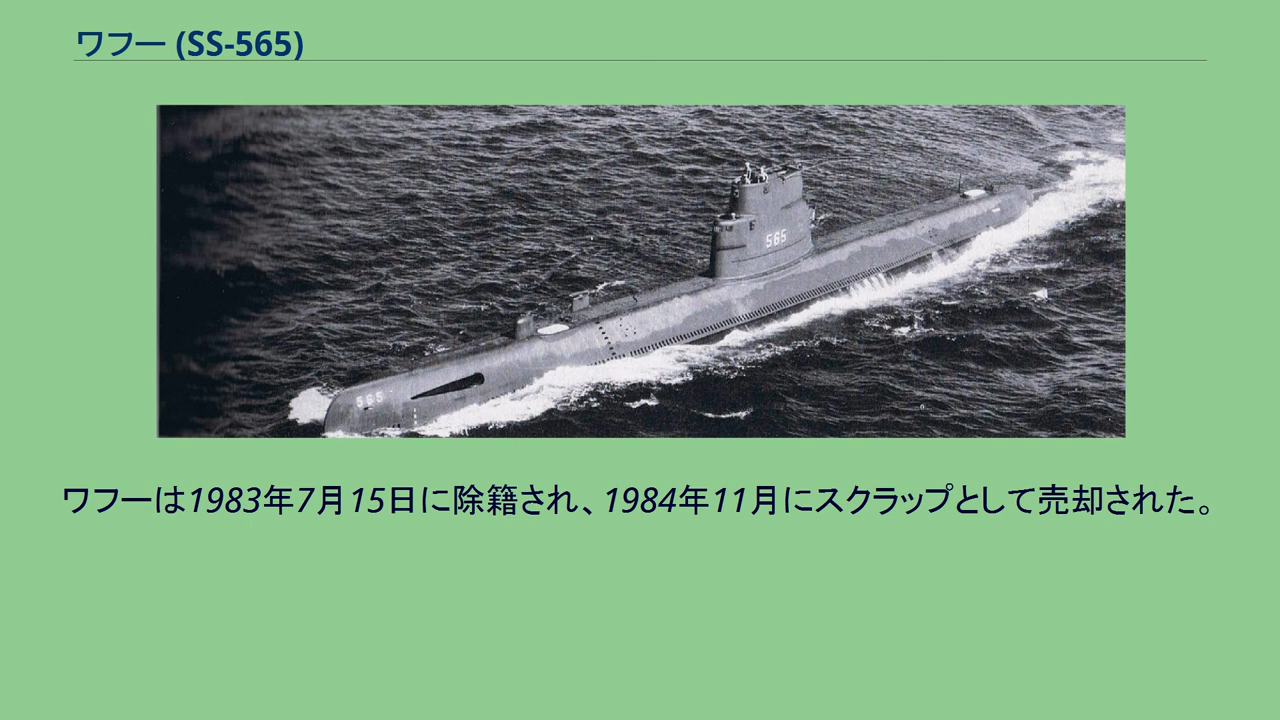 ワフー (SS-565)
565
565
ワフーは1983年7月15日に除籍され、1984年11月にスクラップとして売却された。